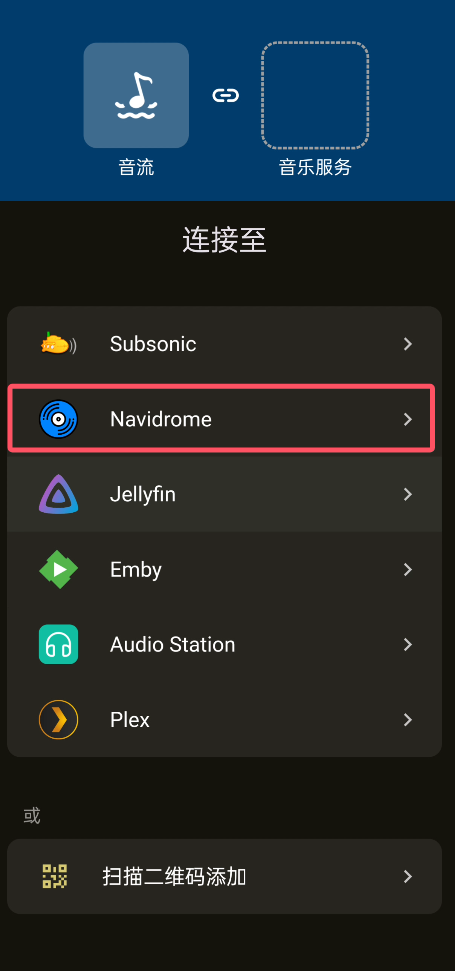 音流
音乐服务
连接至
Subsonic
Navidrome
Jellyfin
Emby
Audio Station
Plex
或
扫描二维码添加